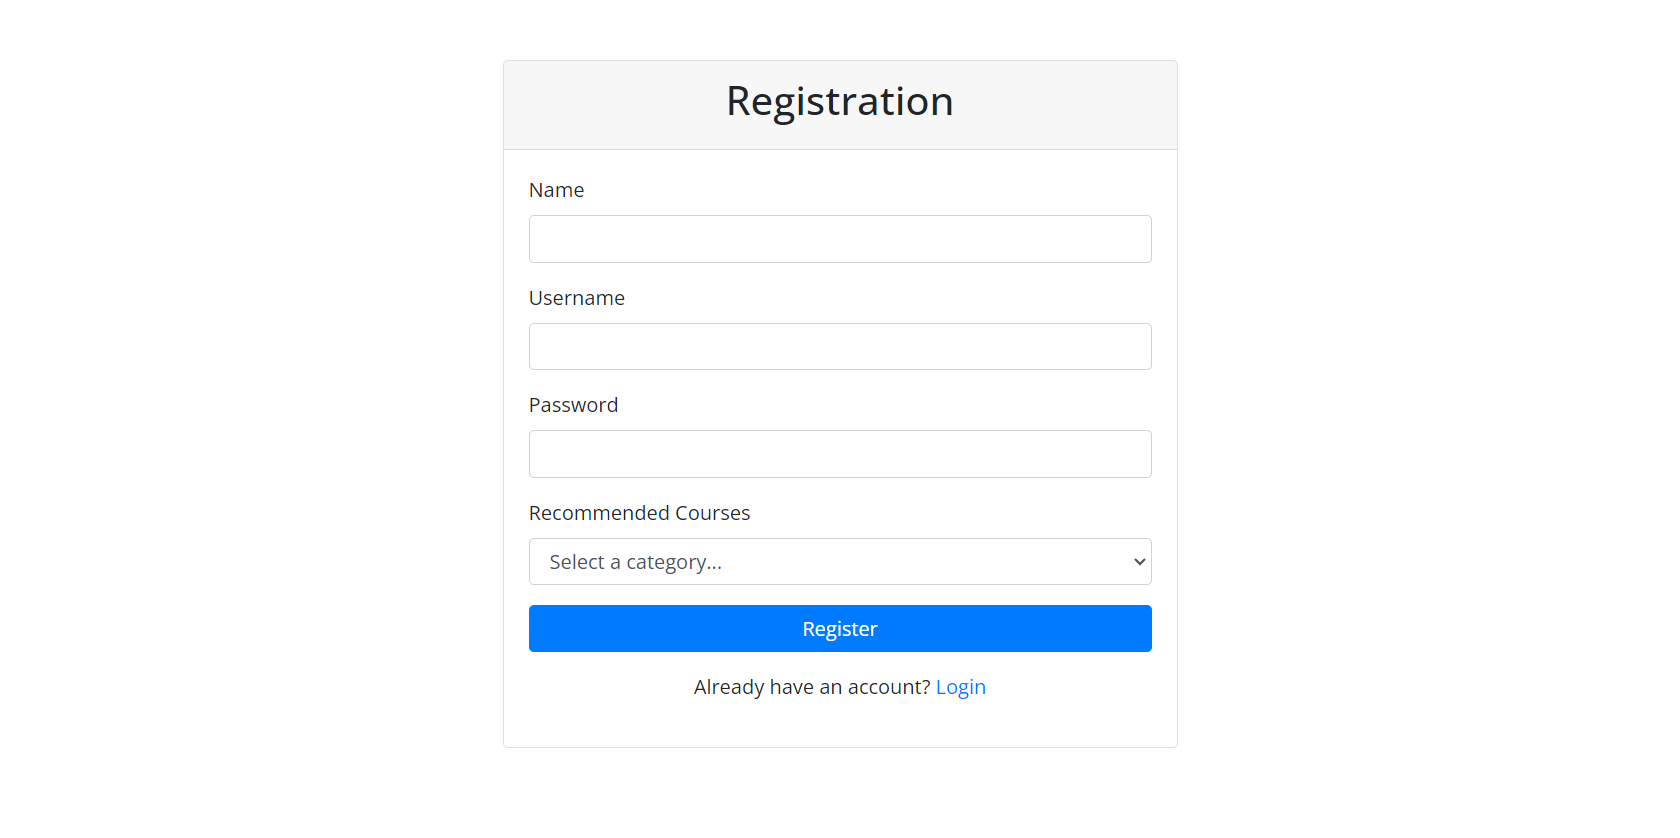 Registration
Name
Username
Password
Recommended Courses
Select a category...
Register
Already have an account? Login